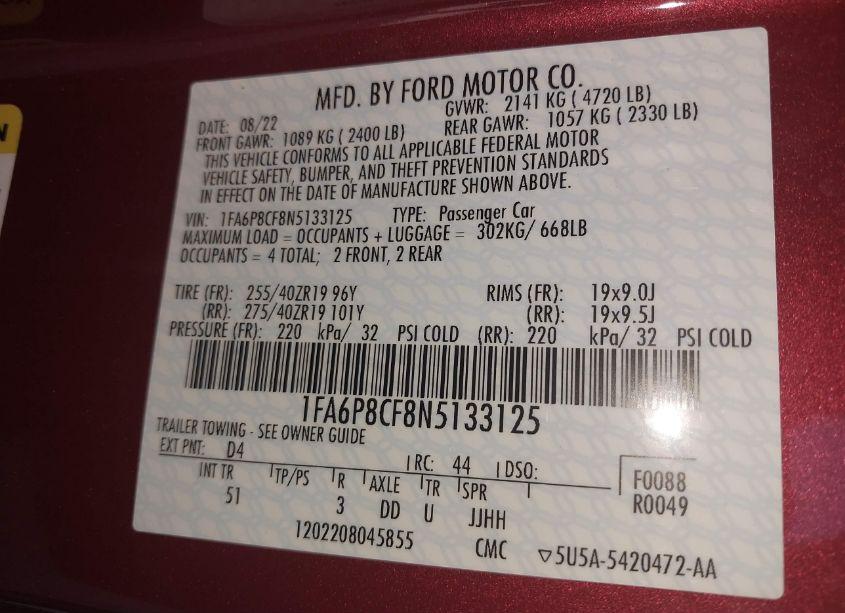 MFD. BY FORD MOTOR CO.
DATE: 08/22 GVWR: 2141 KG ( 4720 LB)
FRONT GAWR: 1089 KG ( 2400 LB) REAR GAWR: 1057 KG ( 2330 LB)
THIS VEHICLE CONFORMS TO ALL APPLICABLE FEDERAL MOTOR
VEHICLE SAFETY, BUMPER, AND THEFT PREVENTION STANDARDS
IN EFFECT ON THE DATE OF MANUFACTURE SHOWN ABOVE.
VIN: 1FA6P8CF8N5133125 TYPE: Passenger Car
MAXIMUM LOAD = OCCUPANTS + LUGGAGE = 302KG/ 668LB
OCCUPANTS = 4 TOTAL; 2 FRONT, 2 REAR
TIRE (FR): 255/40ZR19 96Y RIMS (FR): 19x9.0J
(RR): 275/40ZR19 101Y (RR): 19x9.5J
PRESSURE (FR): 220 kPa/ 32 PSI COLD (RR): 220 kPa/ 32 PSI COLD
1FA6P8CF8N5133125
TRAILER TOWING - SEE OWNER GUIDE
EXT PNT: D4 RC: 44 DSO: F0088
INT TR TP/PS R AXLE TR SPR R0049
51 3 DD U JJHH
1202208045855 CMC ▽5U5A-5420472-AA
N